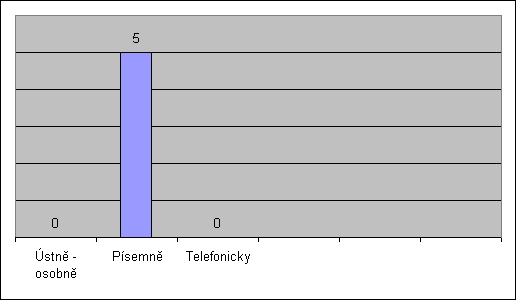 5
0
0
Ústně -
osobně
Písemně
Telefonicky